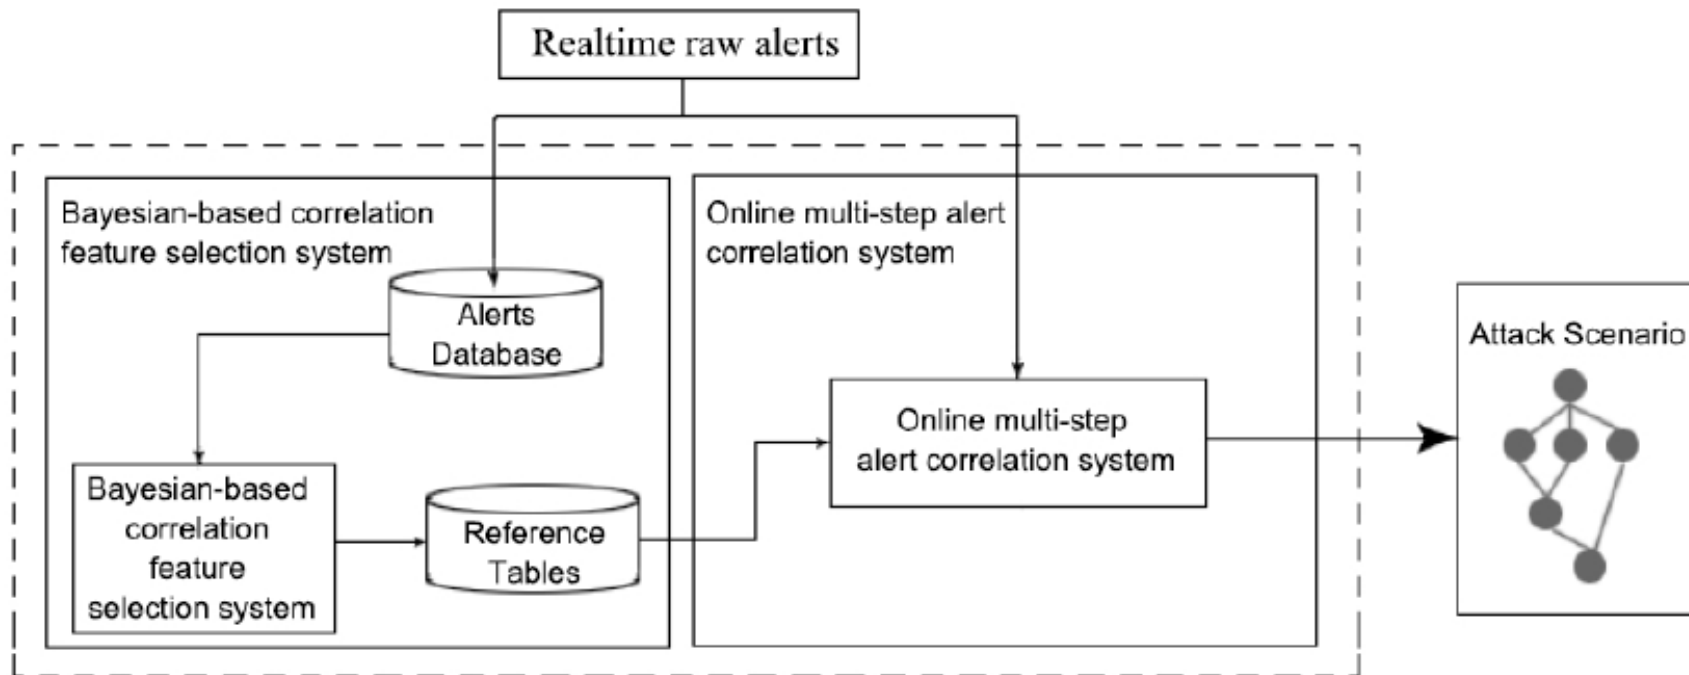 Realtime raw alerts
Bayesian-based correlation
feature selection system
Online multi-step alert
correlation system
Alerts
Database
Attack Scenario
Online multi-step
alert correlation system
Bayesian-based
correlation
feature
selection system
Reference
Tables